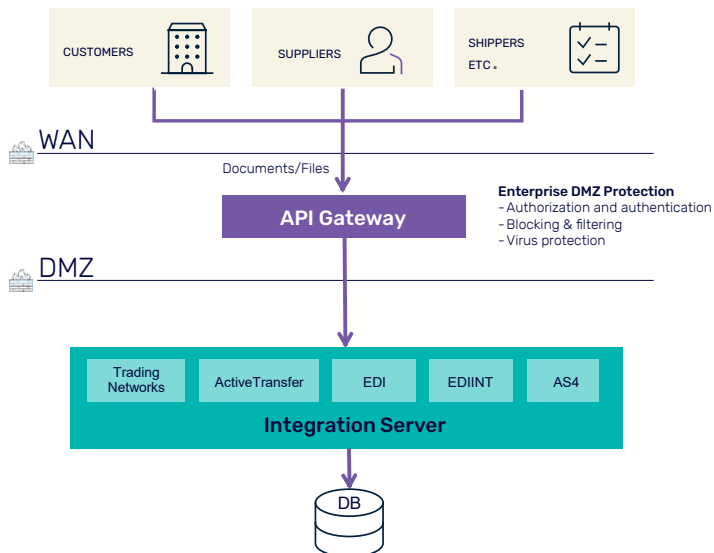 CUSTOMERS
SUPPLIERS
SHIPPERS
ETC.
WAN
Documents/Files
API Gateway
Enterprise DMZ Protection
- Authorization and authentication
- Blocking & filtering
- Virus protection
DMZ
Trading
Networks
ActiveTransfer
EDI
EDIINT
AS4
Integration Server
DB